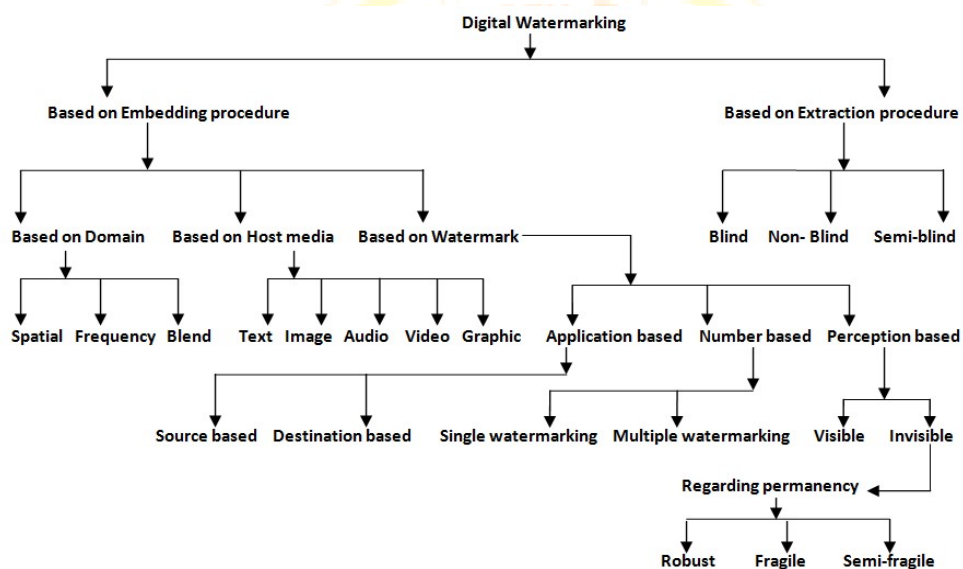 Digital Watermarking
Based on Embedding procedure
Based on Extraction procedure
Based on Domain
Based on Host media
Based on Watermark
Blind
Non- Blind
Semi-blind
Spatial
Frequency
Blend
Text
Image
Audio
Video
Graphic
Application based
Number based
Perception based
Source based
Destination based
Single watermarking
Multiple watermarking
Visible
Invisible
Regarding permanency
Robust
Fragile
Semi-fragile